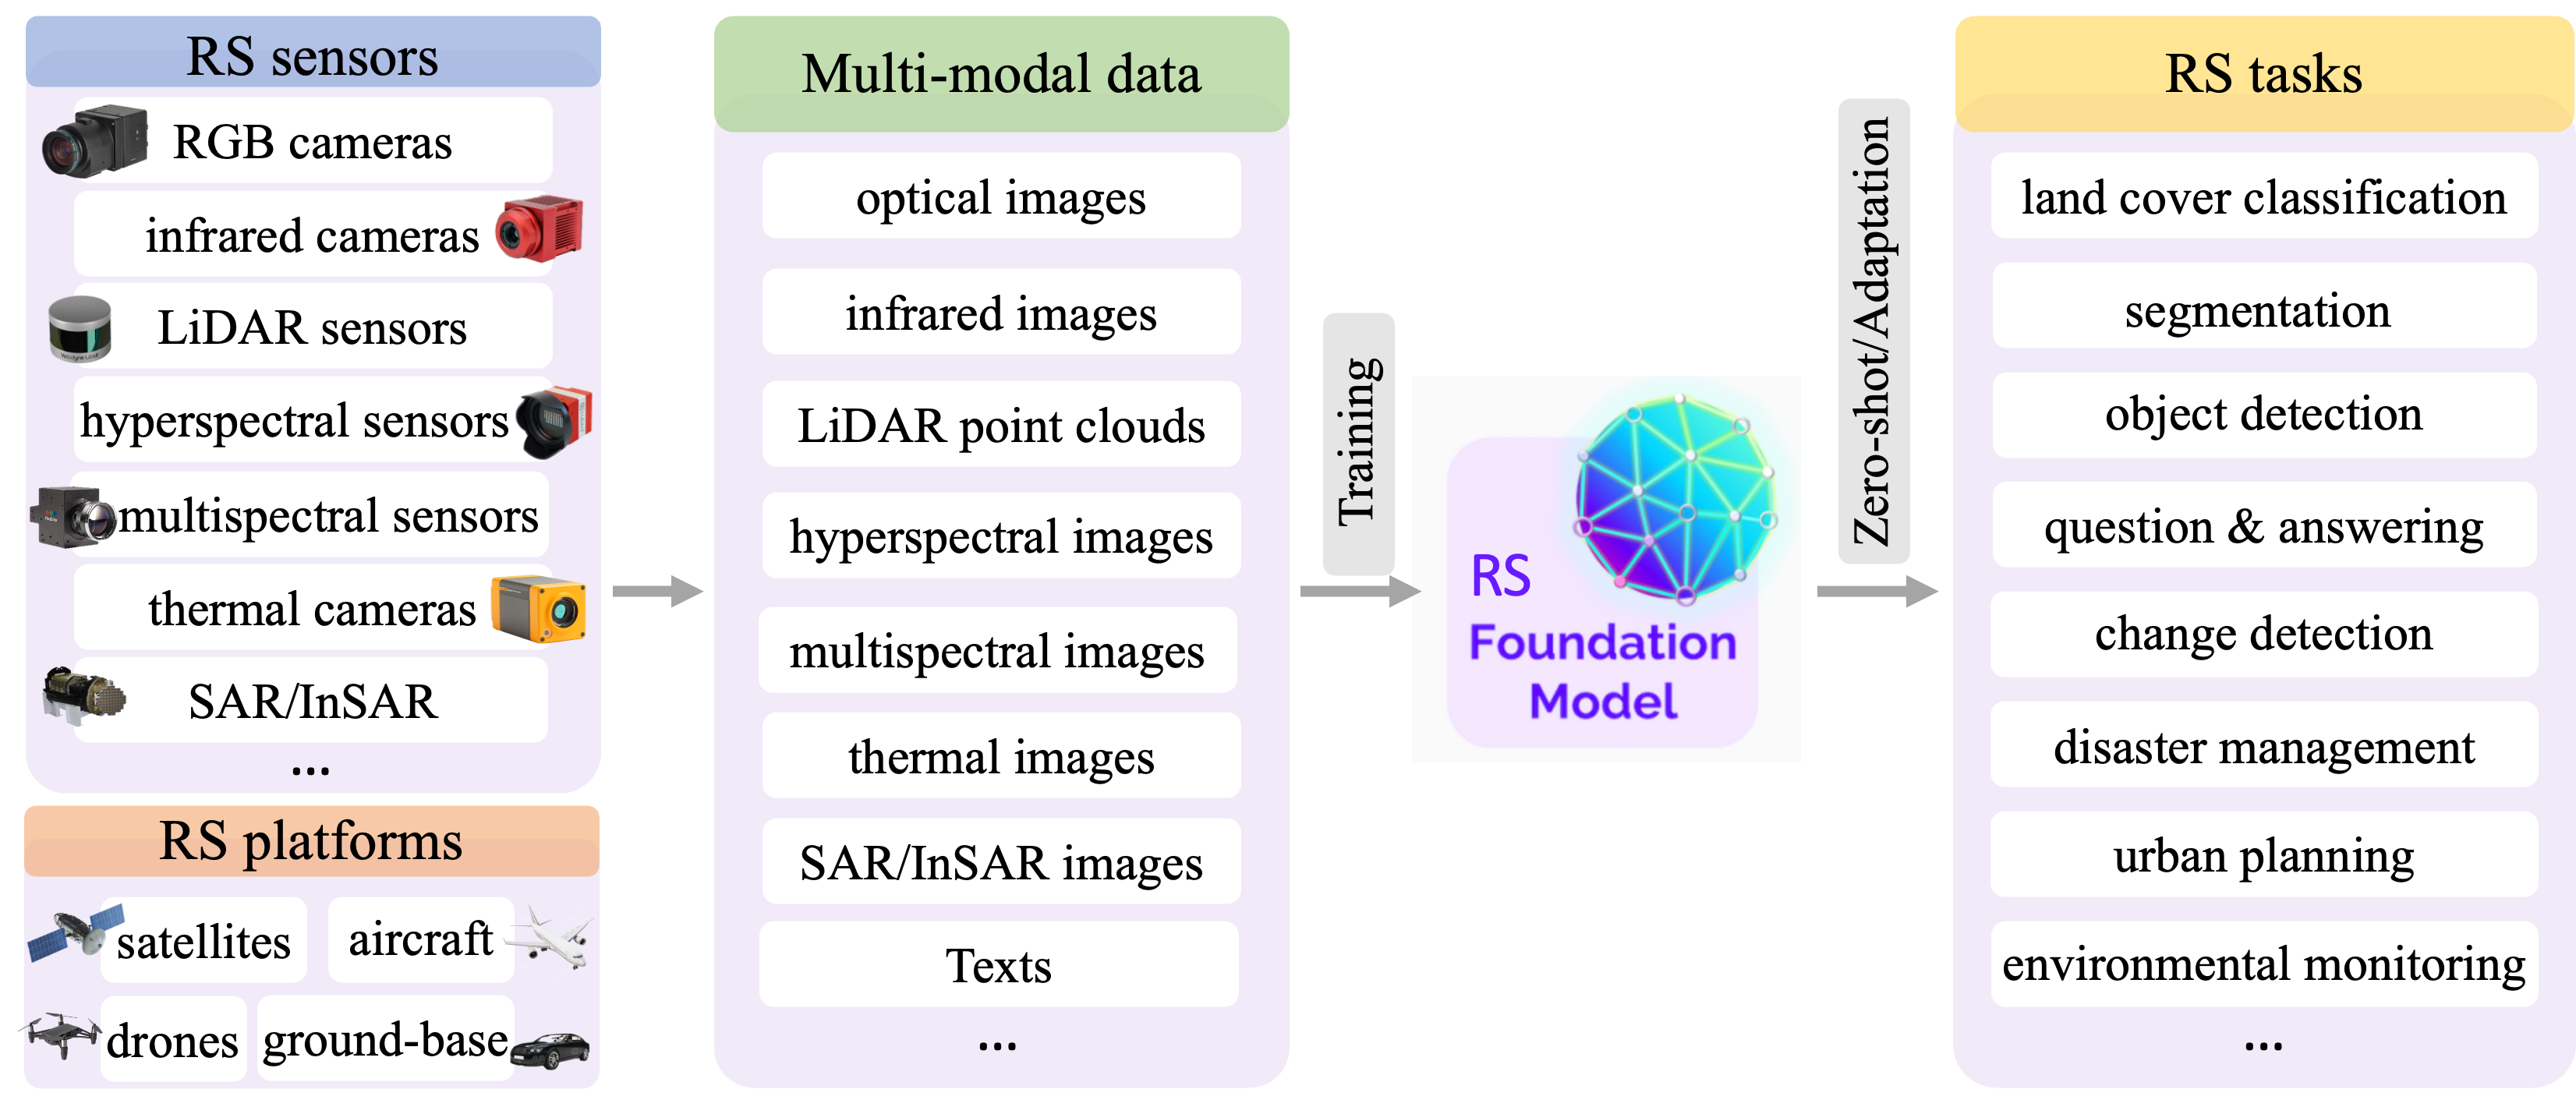 RS sensors
RGB cameras
infrared cameras
LiDAR sensors
hyperspectral sensors
multispectral sensors
thermal cameras
SAR/InSAR
...
RS platforms
satellites
aircraft
drones
ground-base
Multi-modal data
optical images
infrared images
LiDAR point clouds
hyperspectral images
multispectral images
thermal images
SAR/InSAR images
Texts
...
Training
RS
Foundation
Model
Zero-shot/Adaptation
RS tasks
land cover classification
segmentation
object detection
question & answering
change detection
disaster management
urban planning
environmental monitoring
...